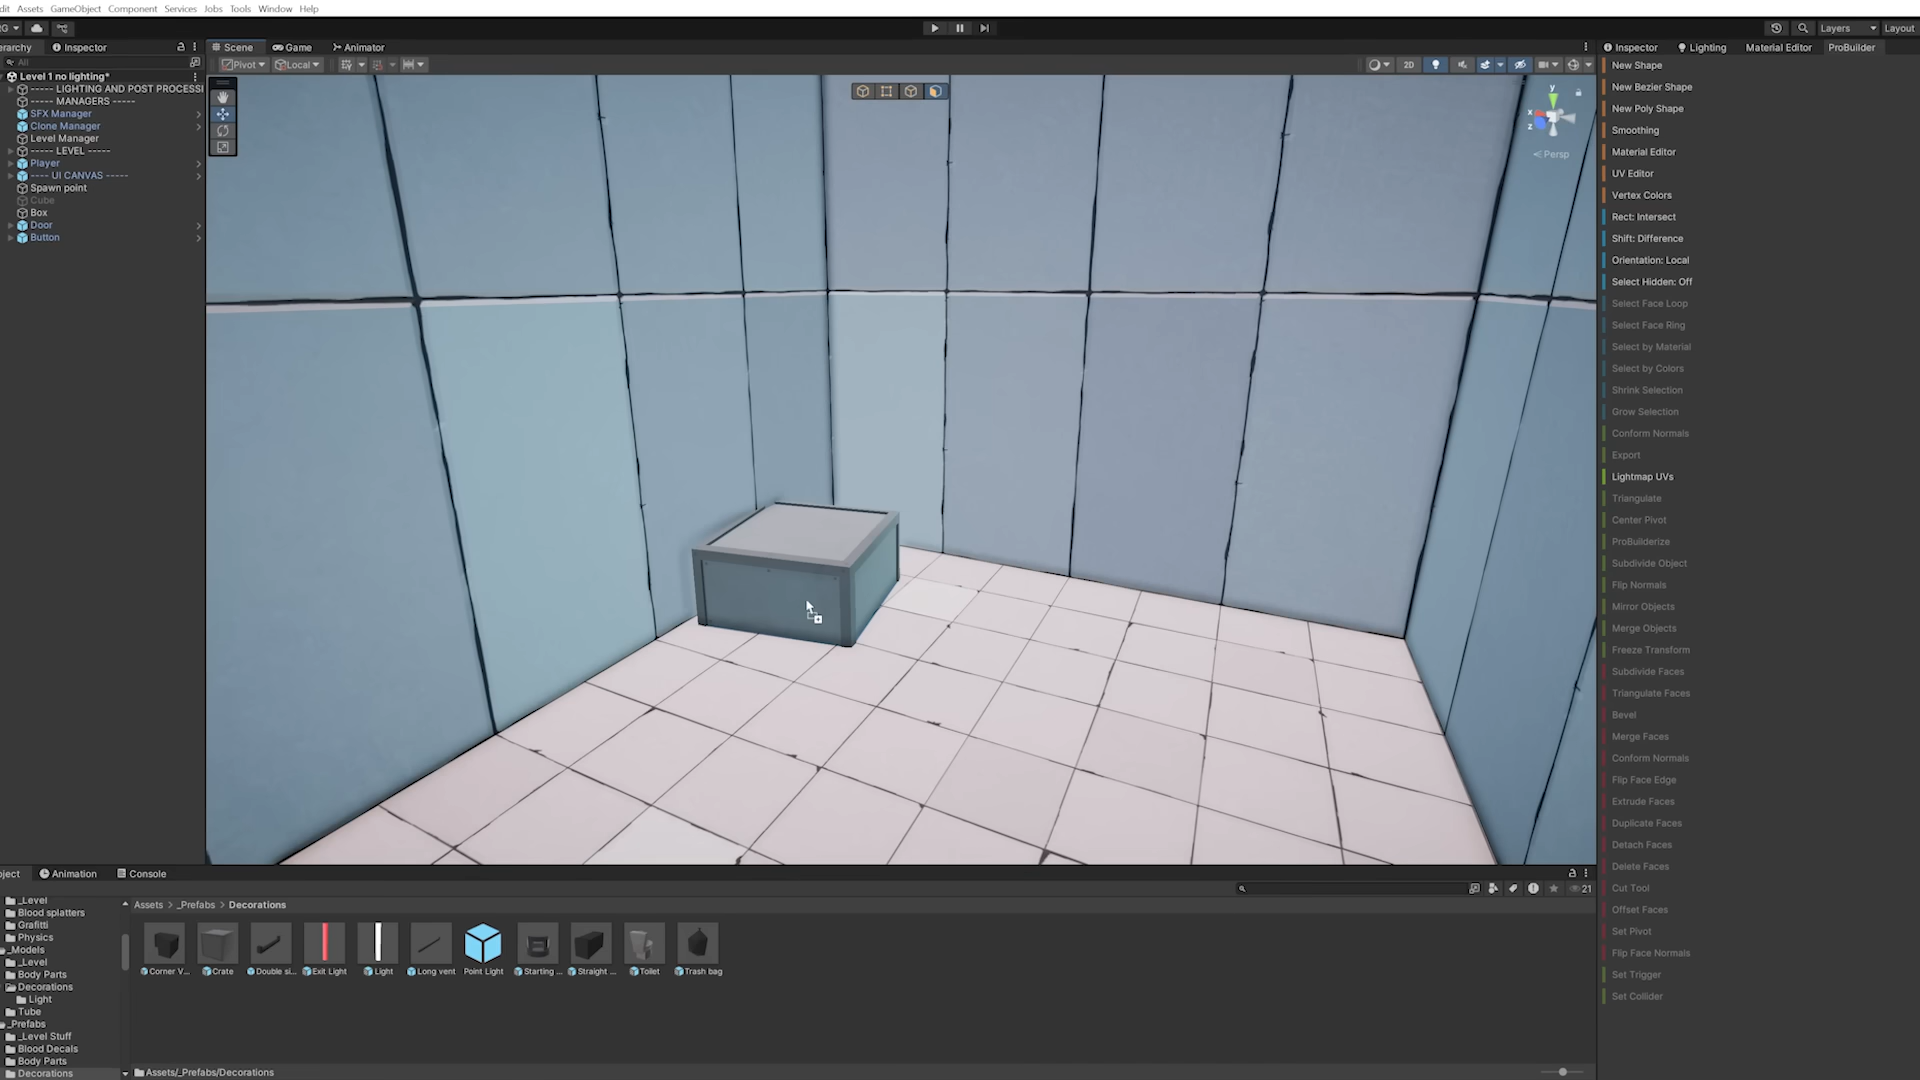 dit Assets GameObject Component Services Jobs Tools Window Help
Layers Layout
erarchy Inspector
All
Level 1 no lighting*
----- LIGHTING AND POST PROCESSI
----- MANAGERS -----
SFX Manager
Clone Manager
Level Manager
----- LEVEL -----
Player
---- UI CANVAS -----
Spawn point
Cube
Box
Door
Button
Scene Game Animator
Pivot Local
2D
y
x
z
Persp
Inspector Lighting Material Editor ProBuilder
New Shape
New Bezier Shape
New Poly Shape
Smoothing
Material Editor
UV Editor
Vertex Colors
Rect: Intersect
Shift: Difference
Orientation: Local
Select Hidden: Off
Select Face Loop
Select Face Ring
Select by Material
Select by Colors
Shrink Selection
Grow Selection
Conform Normals
Export
Lightmap UVs
Triangulate
Center Pivot
ProBuilderize
Subdivide Object
Flip Normals
Mirror Objects
Merge Objects
Freeze Transform
Subdivide Faces
Triangulate Faces
Bevel
Merge Faces
Conform Normals
Flip Face Edge
Extrude Faces
Duplicate Faces
Detach Faces
Delete Faces
Cut Tool
Offset Faces
Set Pivot
Flip Face Normals
Set Trigger
Set Collider
oject Animation Console
21
_Level
Blood splatters
Grafitti
Physics
_Models
_Level
Body Parts
Decorations
Light
Tube
_Prefabs
_Level Stuff
Blood Decals
Body Parts
Decorations
Assets > _Prefabs > Decorations
Corner V... Crate Double si... Exit Light Light Long vent Point Light Starting ... Straight ... Toilet Trash bag
Assets/_Prefabs/Decorations